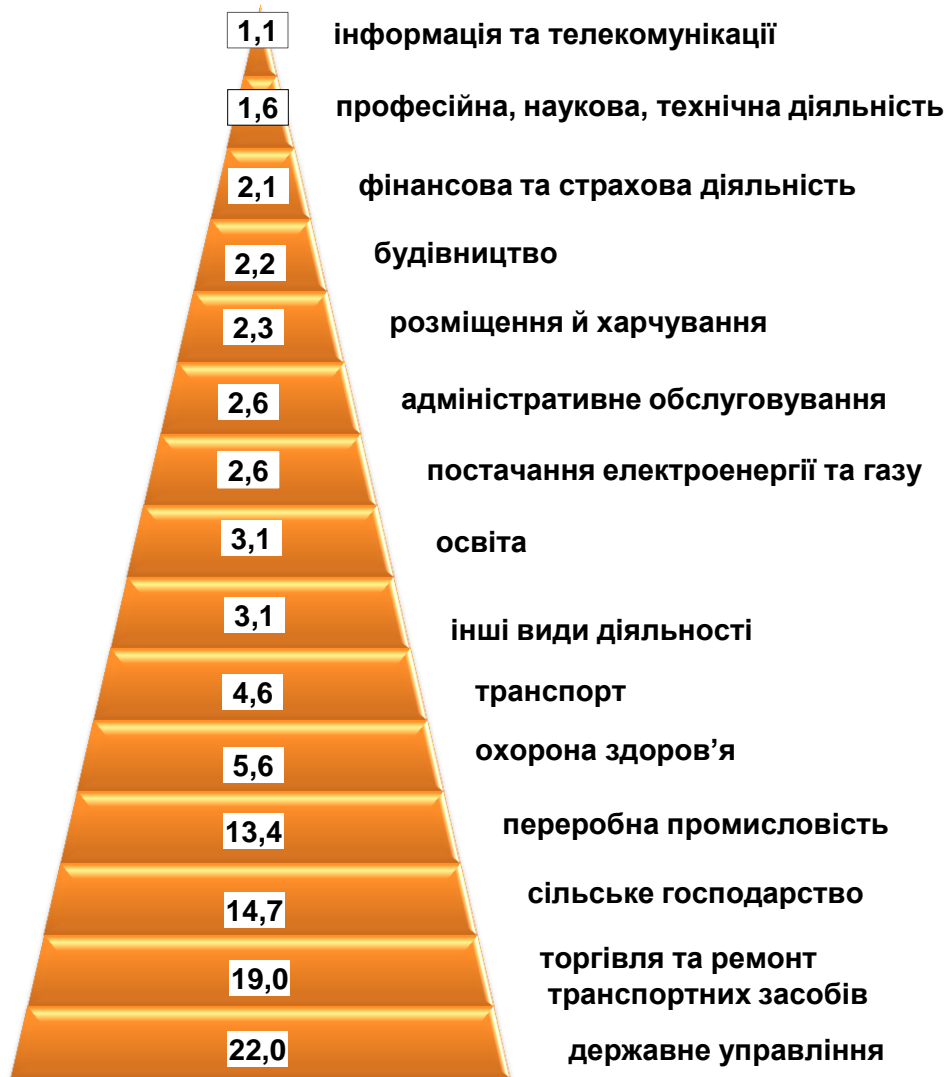 1,1 інформація та телекомунікації
1,6 професійна, наукова, технічна діяльність
2,1 фінансова та страхова діяльність
2,2 будівництво
2,3 розміщення й харчування
2,6 адміністративне обслуговування
2,6 постачання електроенергії та газу
3,1 освіта
3,1 інші види діяльності
4,6 транспорт
5,6 охорона здоров’я
13,4 переробна промисловість
14,7 сільське господарство
19,0 торгівля та ремонт
транспортних засобів
22,0 державне управління